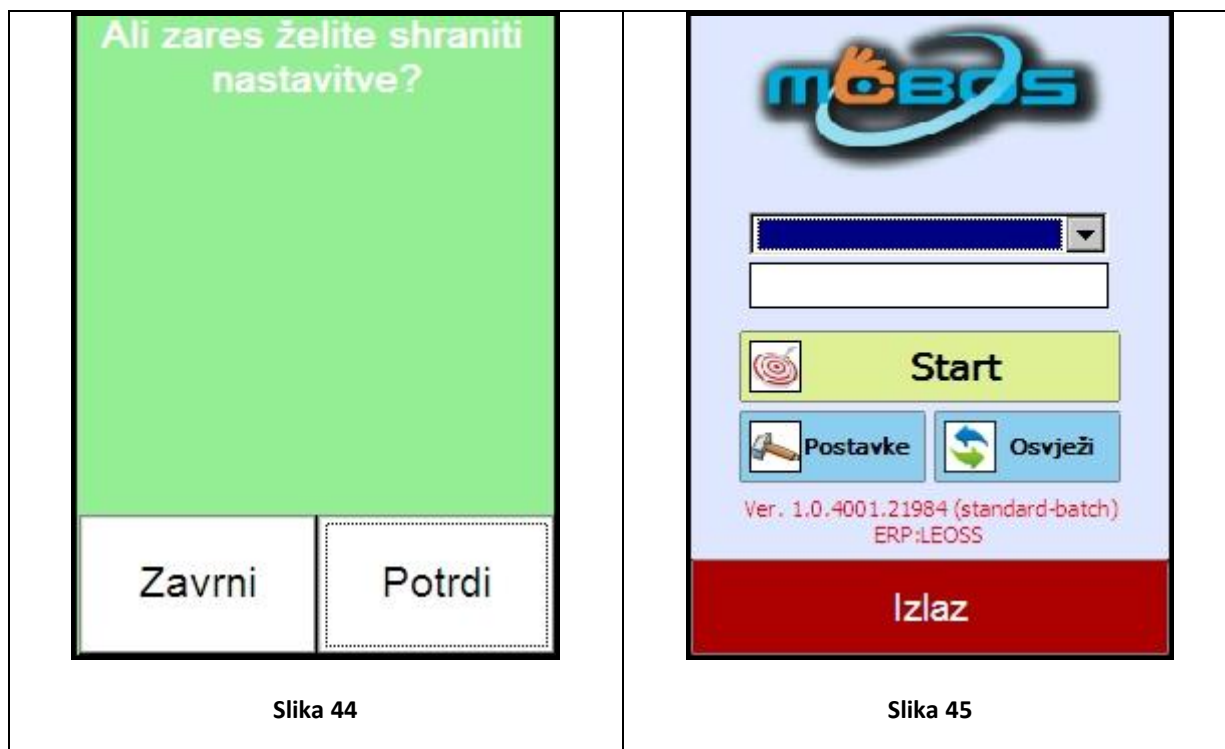 Ali zares želite shraniti
nastavitve?
Zavrni
Potrdi
Slika 44
MOBOS
Start
Postavke
Osvježi
Ver. 1.0.4001.21984 (standard-batch)
ERP:LEOSS
Izlaz
Slika 45